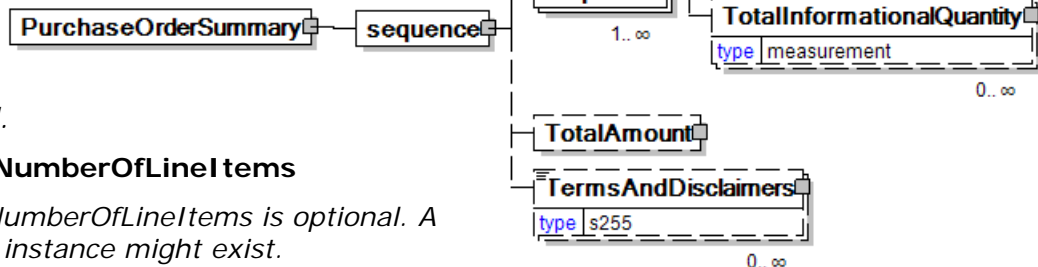 PurchaseOrderSummary
sequence
1.. ∞
TotalInformationalQuantity
type measurement
0.. ∞
TotalAmount
NumberOfLineItems
NumberOfLineItems is optional. A
instance might exist.
TermsAndDisclaimers
type s255
0.. ∞